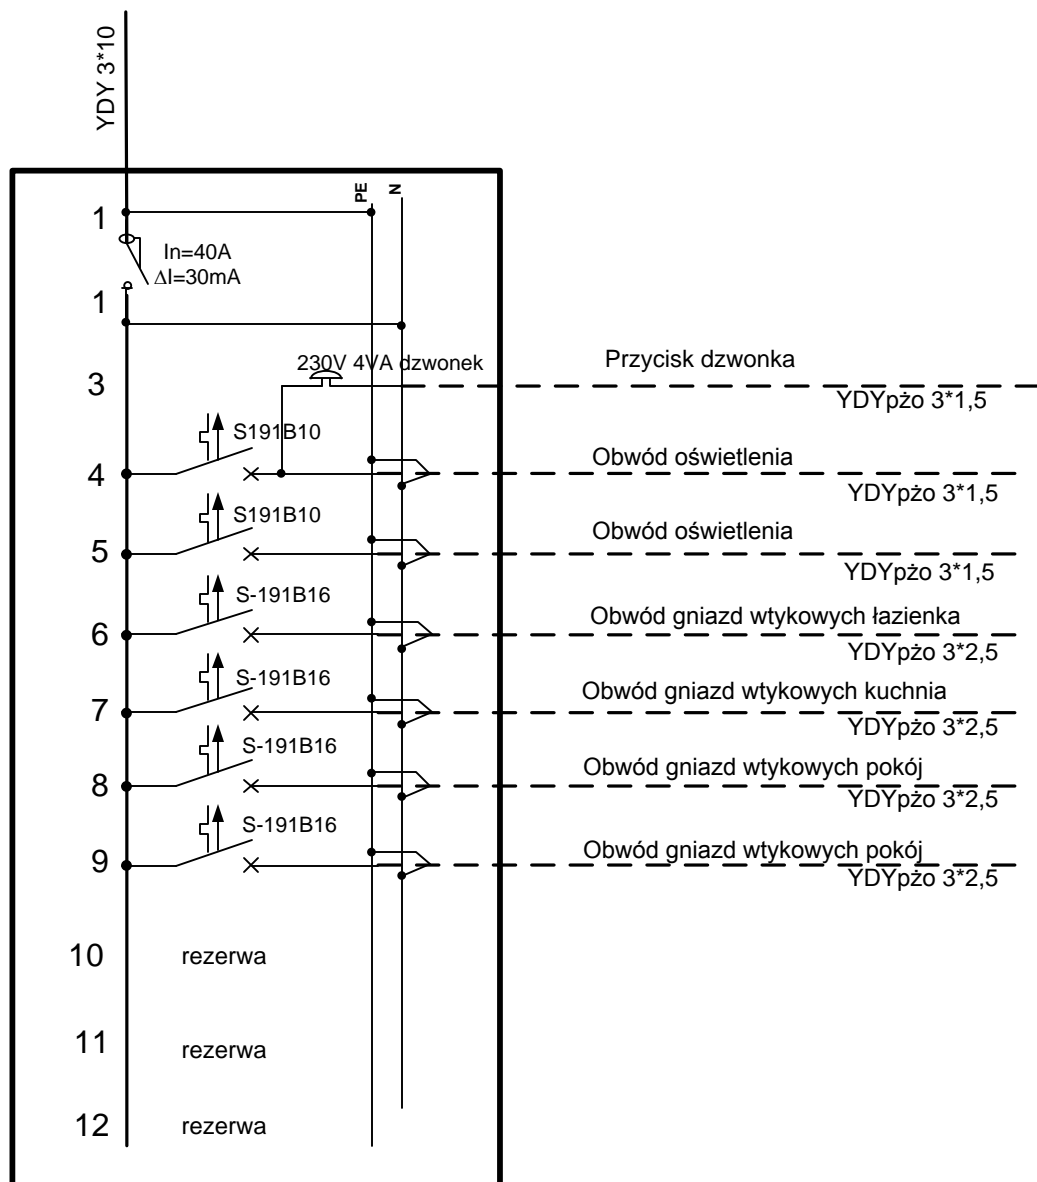 YDY 3*10
PE
N
1
In=40A
ΔI=30mA
1
230V 4VA dzwonek
Przycisk dzwonka
3
YDYpżo 3*1,5
S191B10
Obwód oświetlenia
4
YDYpżo 3*1,5
S191B10
Obwód oświetlenia
5
YDYpżo 3*1,5
S-191B16
Obwód gniazd wtykowych łazienka
6
YDYpżo 3*2,5
S-191B16
Obwód gniazd wtykowych kuchnia
7
YDYpżo 3*2,5
S-191B16
Obwód gniazd wtykowych pokój
8
YDYpżo 3*2,5
S-191B16
Obwód gniazd wtykowych pokój
9
YDYpżo 3*2,5
10 rezerwa
11 rezerwa
12 rezerwa